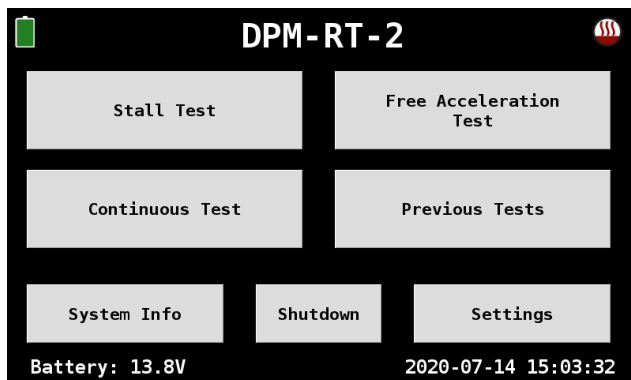 DPM-RT-2
Stall Test
Free Acceleration
Test
Continuous Test
Previous Tests
System Info
Shutdown
Settings
Battery: 13.8V
2020-07-14 15:03:32